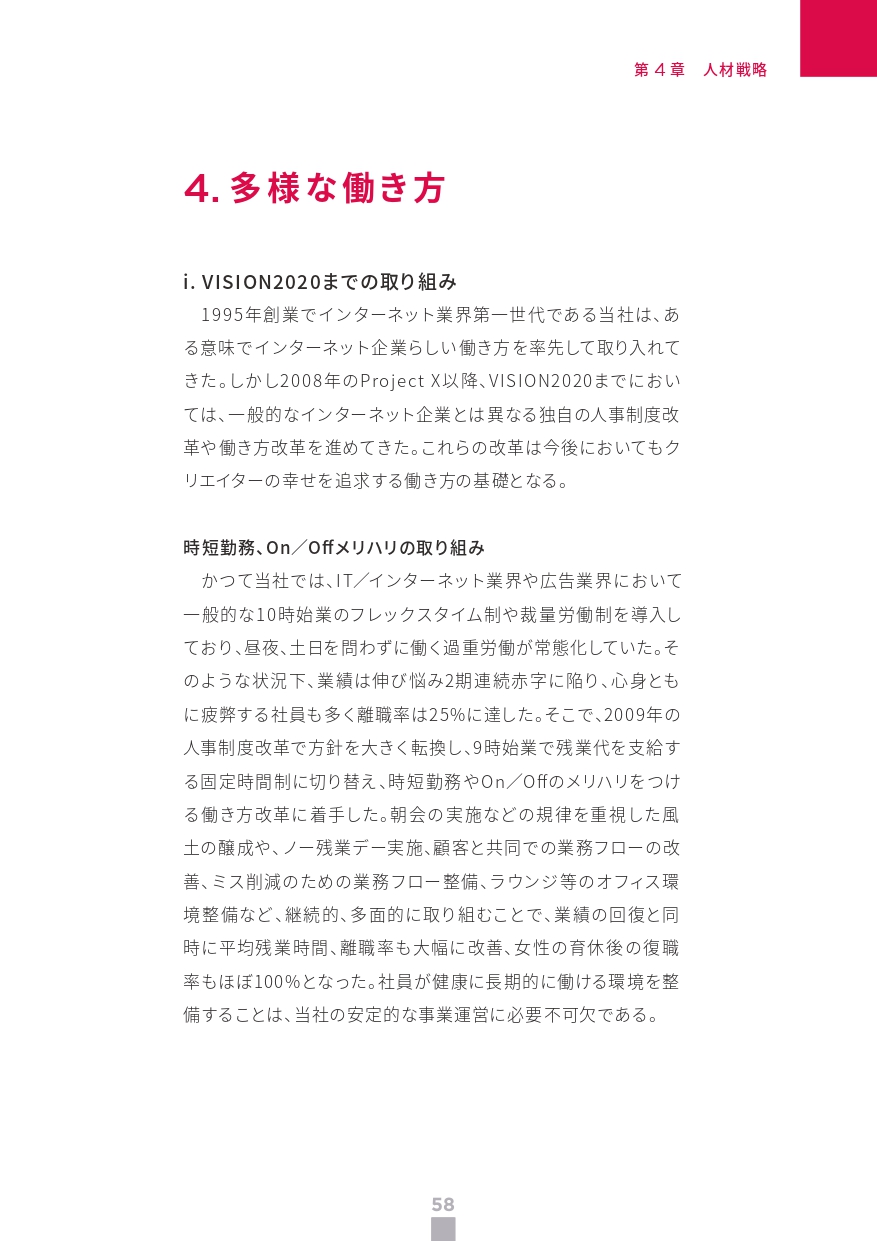 第4章　人材戦略
4. 多様な働き方
i. VISION2020までの取り組み
　1995年創業でインターネット業界第一世代である当社は、あ
る意味でインターネット企業らしい働き方を率先して取り入れて
きた。しかし2008年のProject X以降、VISION2020までにおい
ては、一般的なインターネット企業とは異なる独自の人事制度改
革や働き方改革を進めてきた。これらの改革は今後においてもク
リエイターの幸せを追求する働き方の基礎となる。
時短勤務、On／Offメリハリの取り組み
　かつて当社では、IT／インターネット業界や広告業界において
一般的な10時始業のフレックスタイム制や裁量労働制を導入し
ており、昼夜、土日を問わずに働く過重労働が常態化していた。そ
のような状況下、業績は伸び悩み2期連続赤字に陥り、心身とも
に疲弊する社員も多く離職率は25%に達した。そこで、2009年の
人事制度改革で方針を大きく転換し、9時始業で残業代を支給す
る固定時間制に切り替え、時短勤務やOn／Offのメリハリをつけ
る働き方改革に着手した。朝会の実施などの規律を重視した風
土の醸成や、ノー残業デー実施、顧客と共同での業務フローの改
善、ミス削減のための業務フロー整備、ラウンジ等のオフィス環
境整備など、継続的、多面的に取り組むことで、業績の回復と同
時に平均残業時間、離職率も大幅に改善、女性の育休後の復職
率もほぼ100%となった。社員が健康に長期的に働ける環境を整
備することは、当社の安定的な事業運営に必要不可欠である。
58